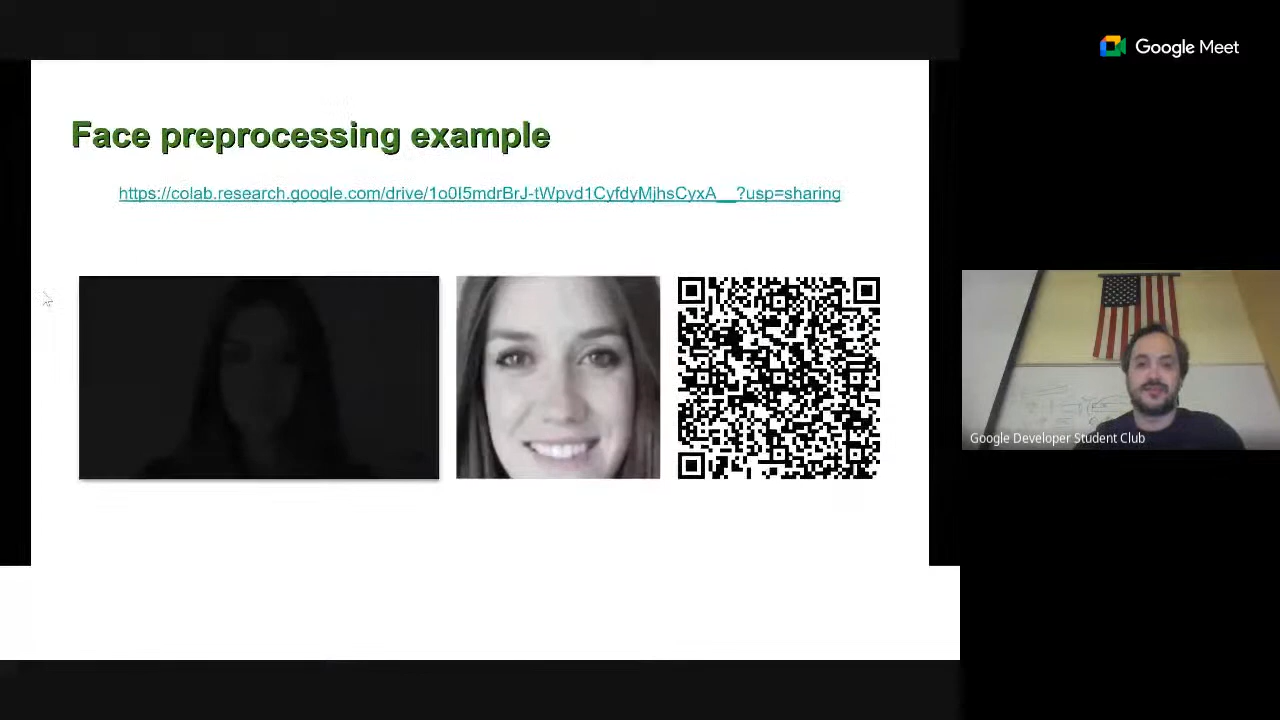 Google Meet
Face preprocessing example
https://colab.research.google.com/drive/1o0I5mdrBrJ-tWpvd1CyfdyMjhsCyxA__?usp=sharing
Google Developer Student Club